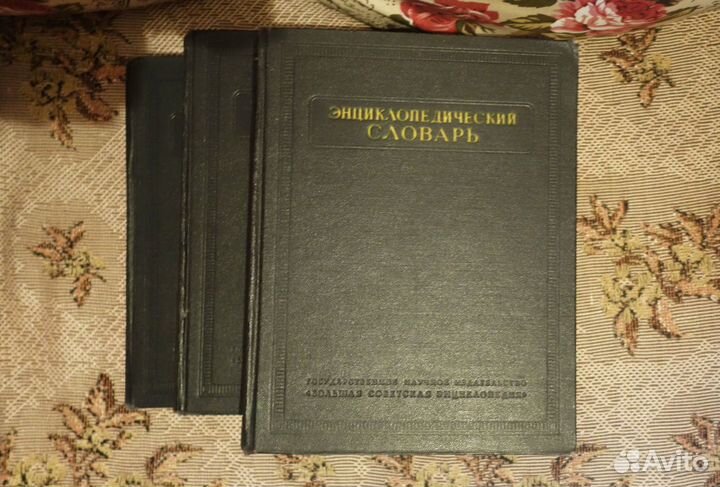 ЭНЦИКЛОПЕДИЧЕСКИЙ
СЛОВАРЬ
ГОСУДАРСТВЕННОЕ НАУЧНОЕ ИЗДАТЕЛЬСТВО
«БОЛЬШАЯ СОВЕТСКАЯ ЭНЦИКЛОПЕДИЯ»
Avito